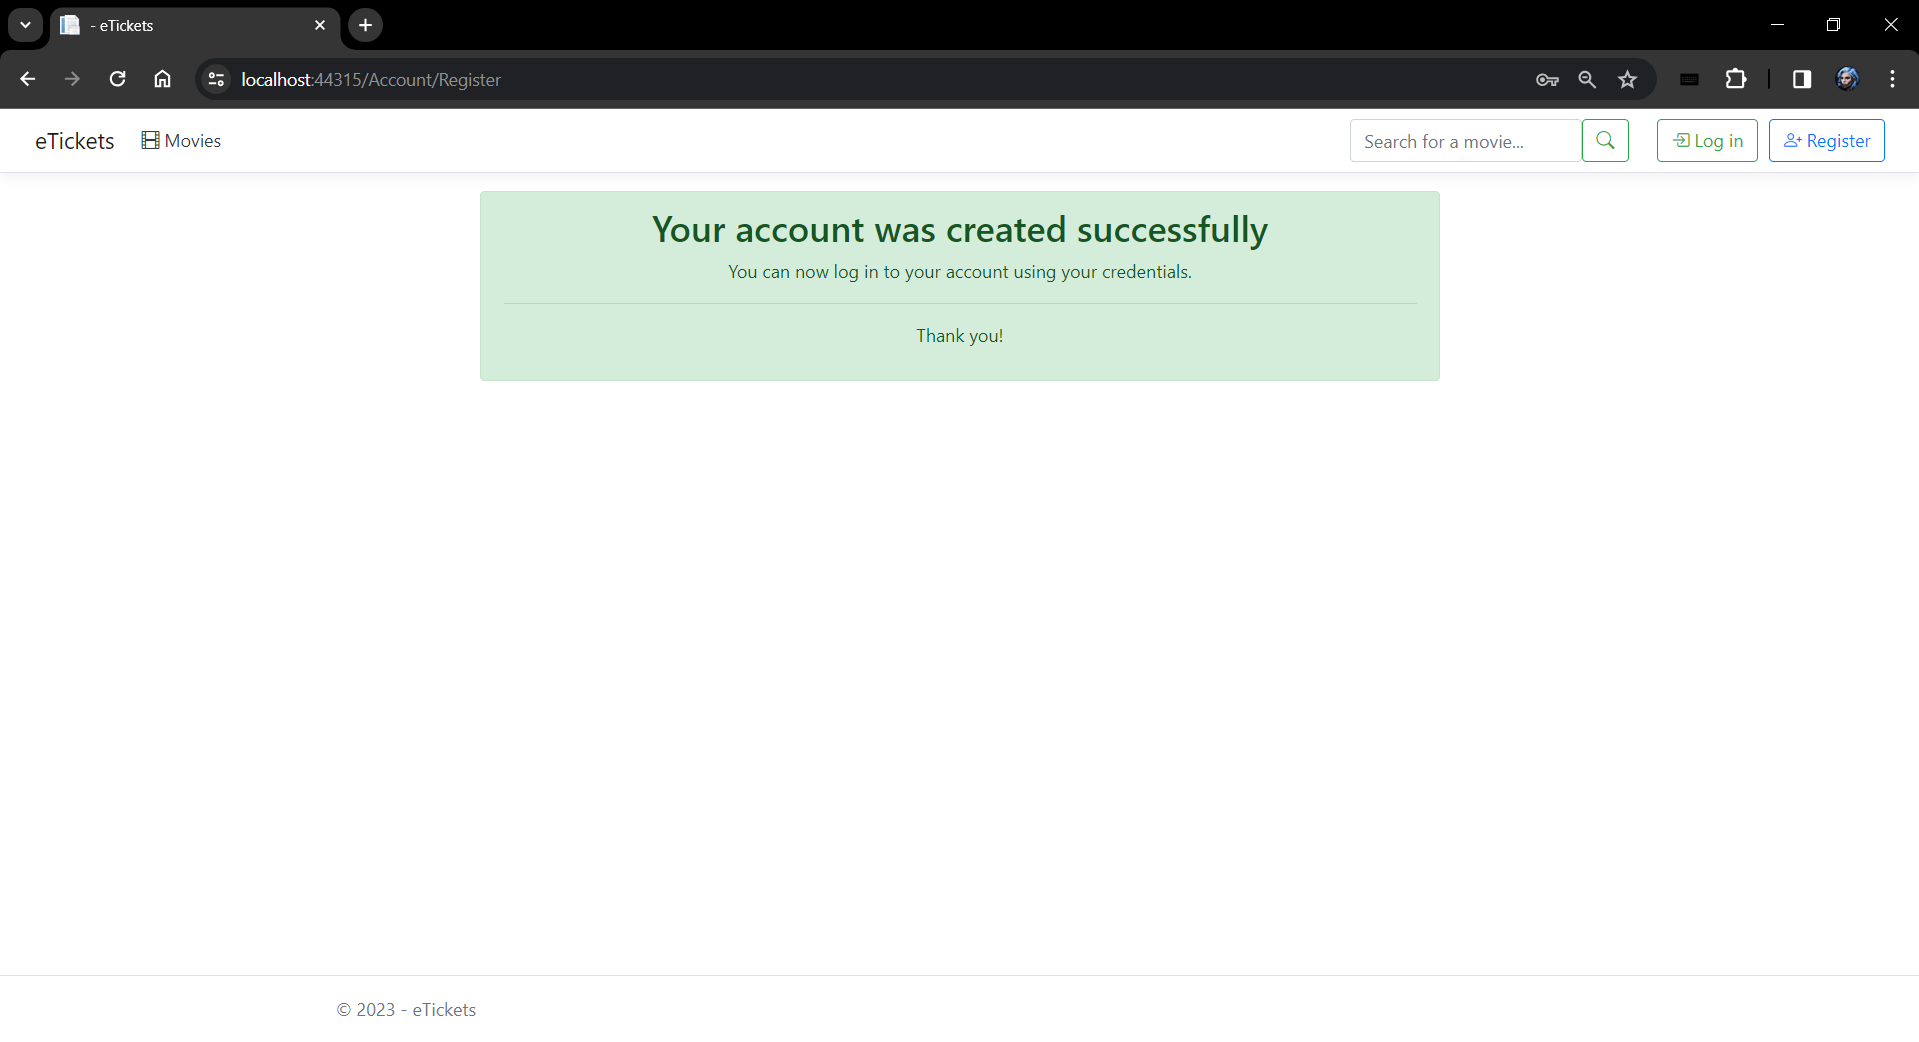 - eTickets
localhost:44315/Account/Register
eTickets Movies Search for a movie... Log in Register
Your account was created successfully
You can now log in to your account using your credentials.
Thank you!
© 2023 - eTickets